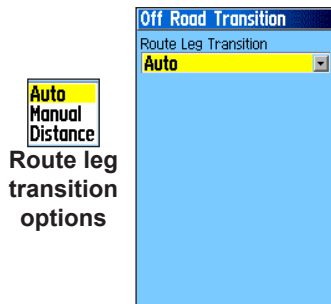 Off Road Transition
Route Leg Transition
Auto
Auto
Manual
Distance
Route leg
transition
options